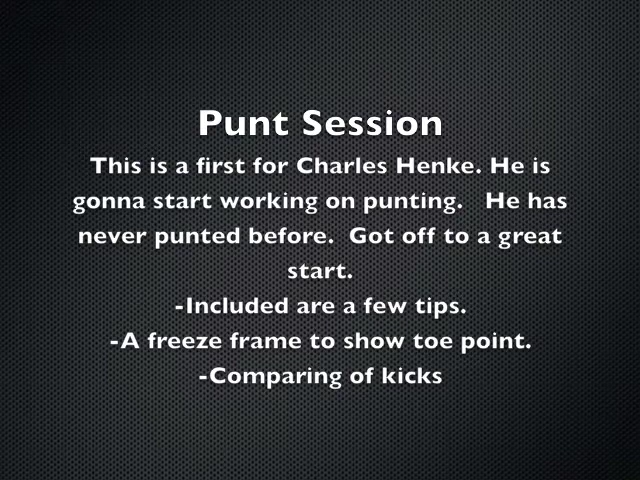 Punt Session
This is a first for Charles Henke. He is
gonna start working on punting.   He has
never punted before.  Got off to a great
start.
-Included are a few tips.
-A freeze frame to show toe point.
-Comparing of kicks